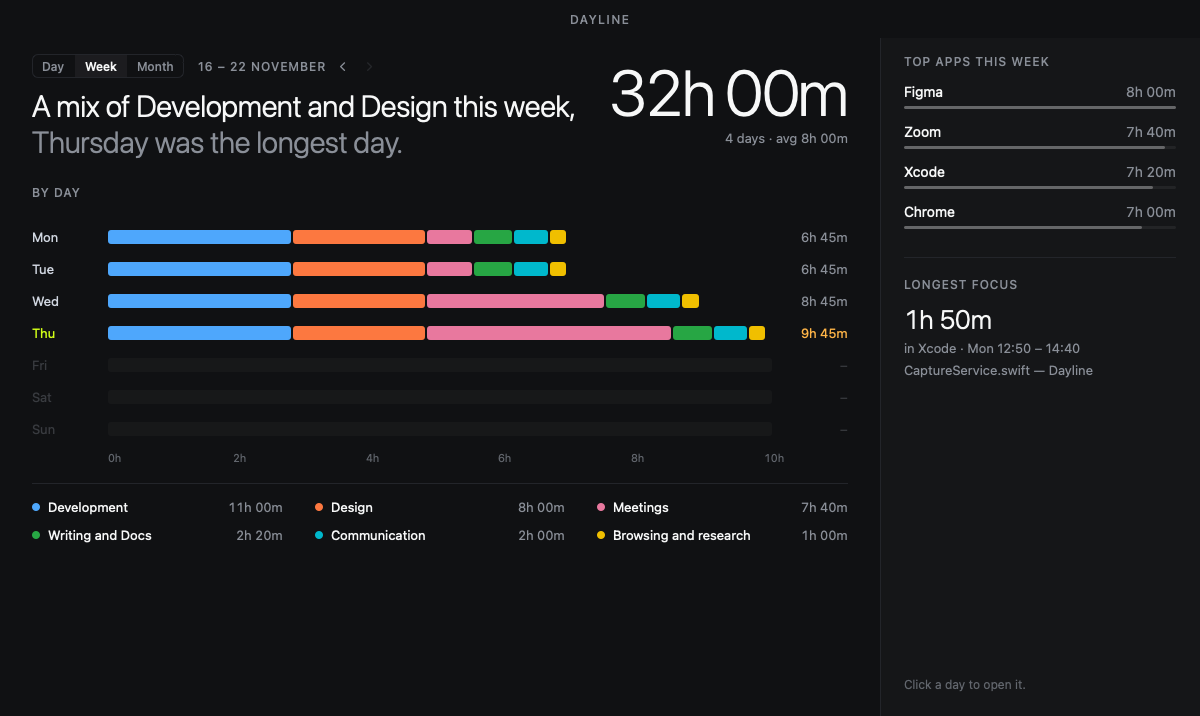 DAYLINE
Day Week Month 16 – 22 NOVEMBER
A mix of Development and Design this week,
Thursday was the longest day.
32h 00m
4 days · avg 8h 00m
BY DAY
Mon 6h 45m
Tue 6h 45m
Wed 8h 45m
Thu 9h 45m
Fri –
Sat –
Sun –
0h 2h 4h 6h 8h 10h
Development 11h 00m Design 8h 00m Meetings 7h 40m
Writing and Docs 2h 20m Communication 2h 00m Browsing and research 1h 00m
TOP APPS THIS WEEK
Figma 8h 00m
Zoom 7h 40m
Xcode 7h 20m
Chrome 7h 00m
LONGEST FOCUS
1h 50m
in Xcode · Mon 12:50 – 14:40
CaptureService.swift — Dayline
Click a day to open it.